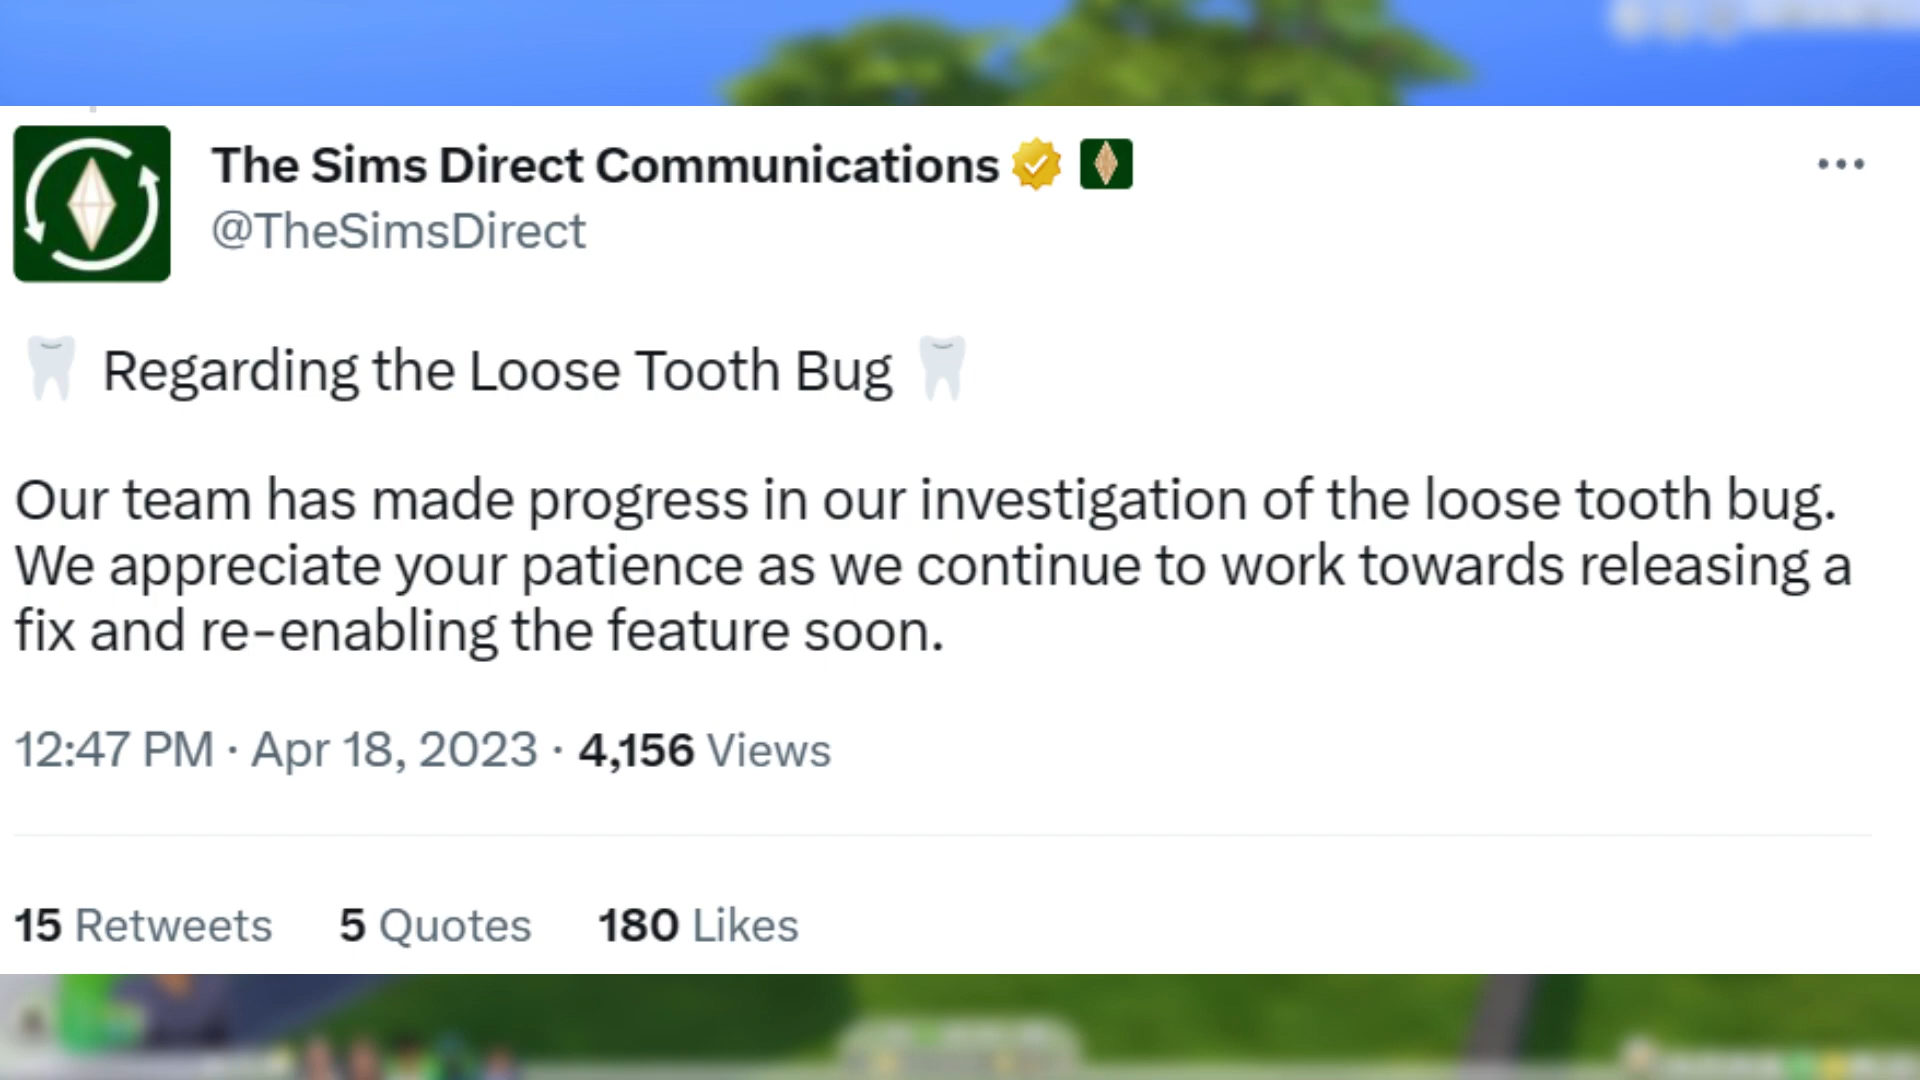 The Sims Direct Communications
@TheSimsDirect
🦷 Regarding the Loose Tooth Bug 🦷
Our team has made progress in our investigation of the loose tooth bug.
We appreciate your patience as we continue to work towards releasing a
fix and re-enabling the feature soon.
12:47 PM · Apr 18, 2023 · 4,156 Views
15 Retweets 5 Quotes 180 Likes